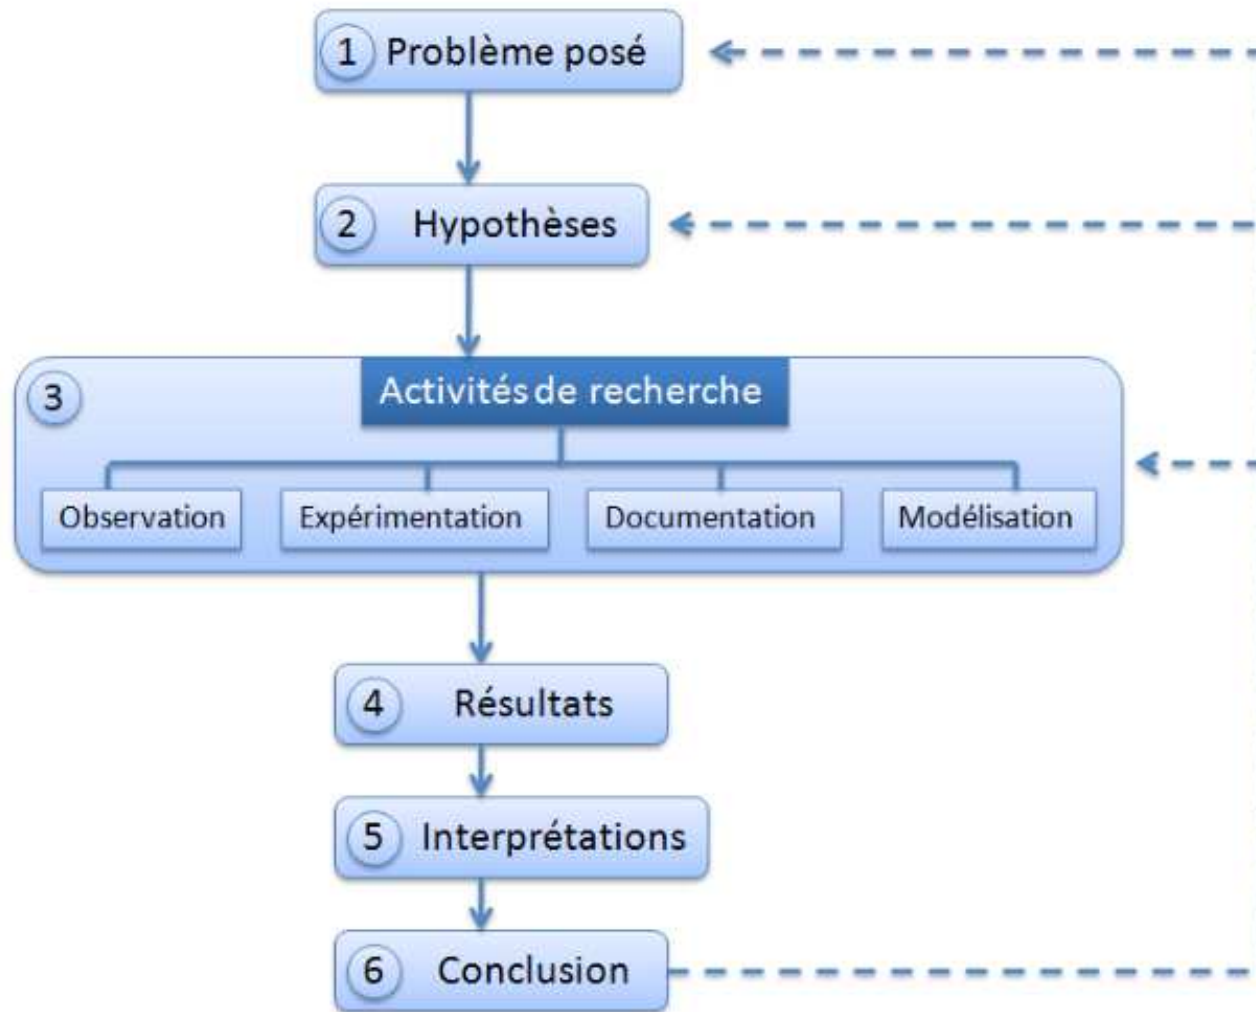 1 Problème posé
2 Hypothèses
3 Activités de recherche
Observation Expérimentation Documentation Modélisation
4 Résultats
5 Interprétations
6 Conclusion